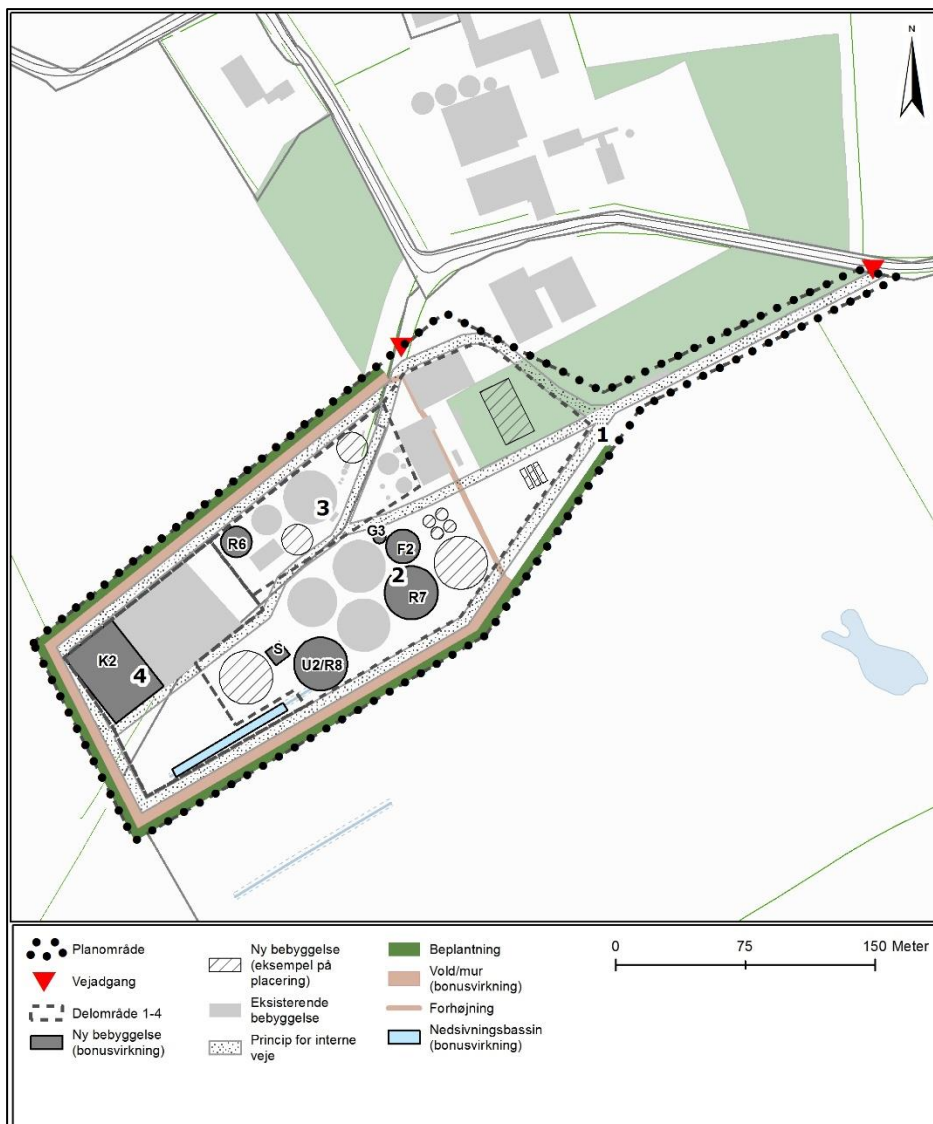 N
1
3
G3
F2
R6
2
R7
S
K2
4
U2/R8
Planområde
Vejadgang
Delområde 1-4
Ny bebyggelse
(bonusvirkning)
Ny bebyggelse
(eksempel på
placering)
Eksisterende
bebyggelse
Princip for interne
veje
Beplantning
Vold/mur
(bonusvirkning)
Forhøjning
Nedsivningsbassin
(bonusvirkning)
0 75 150 Meter